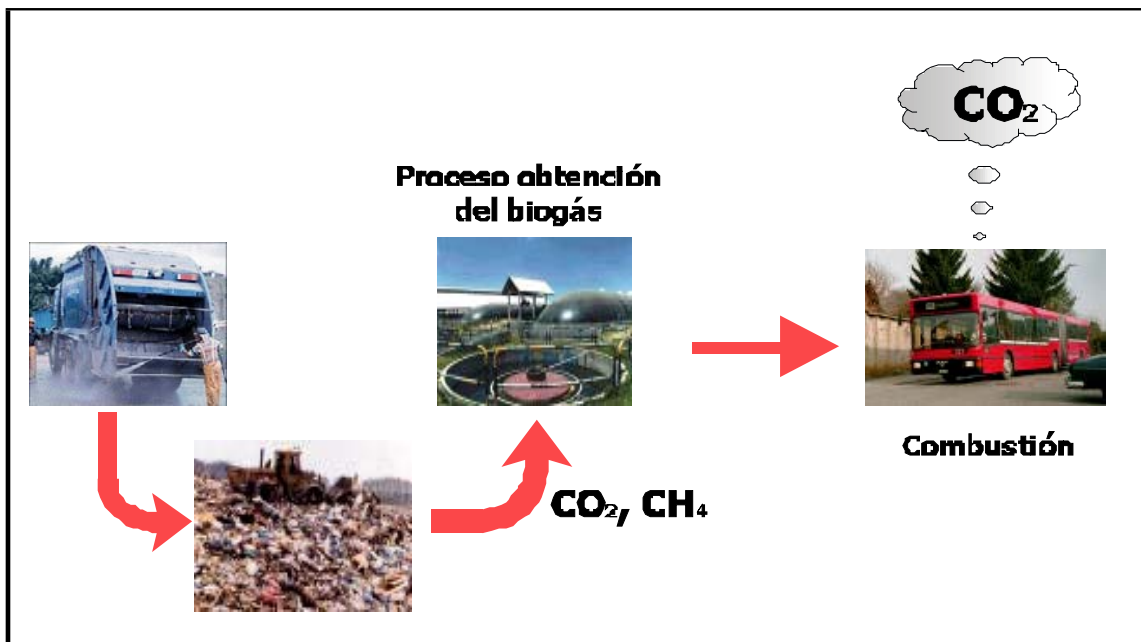 CO₂
Proceso obtención
del biogás
Combustión
CO₂, CH₄